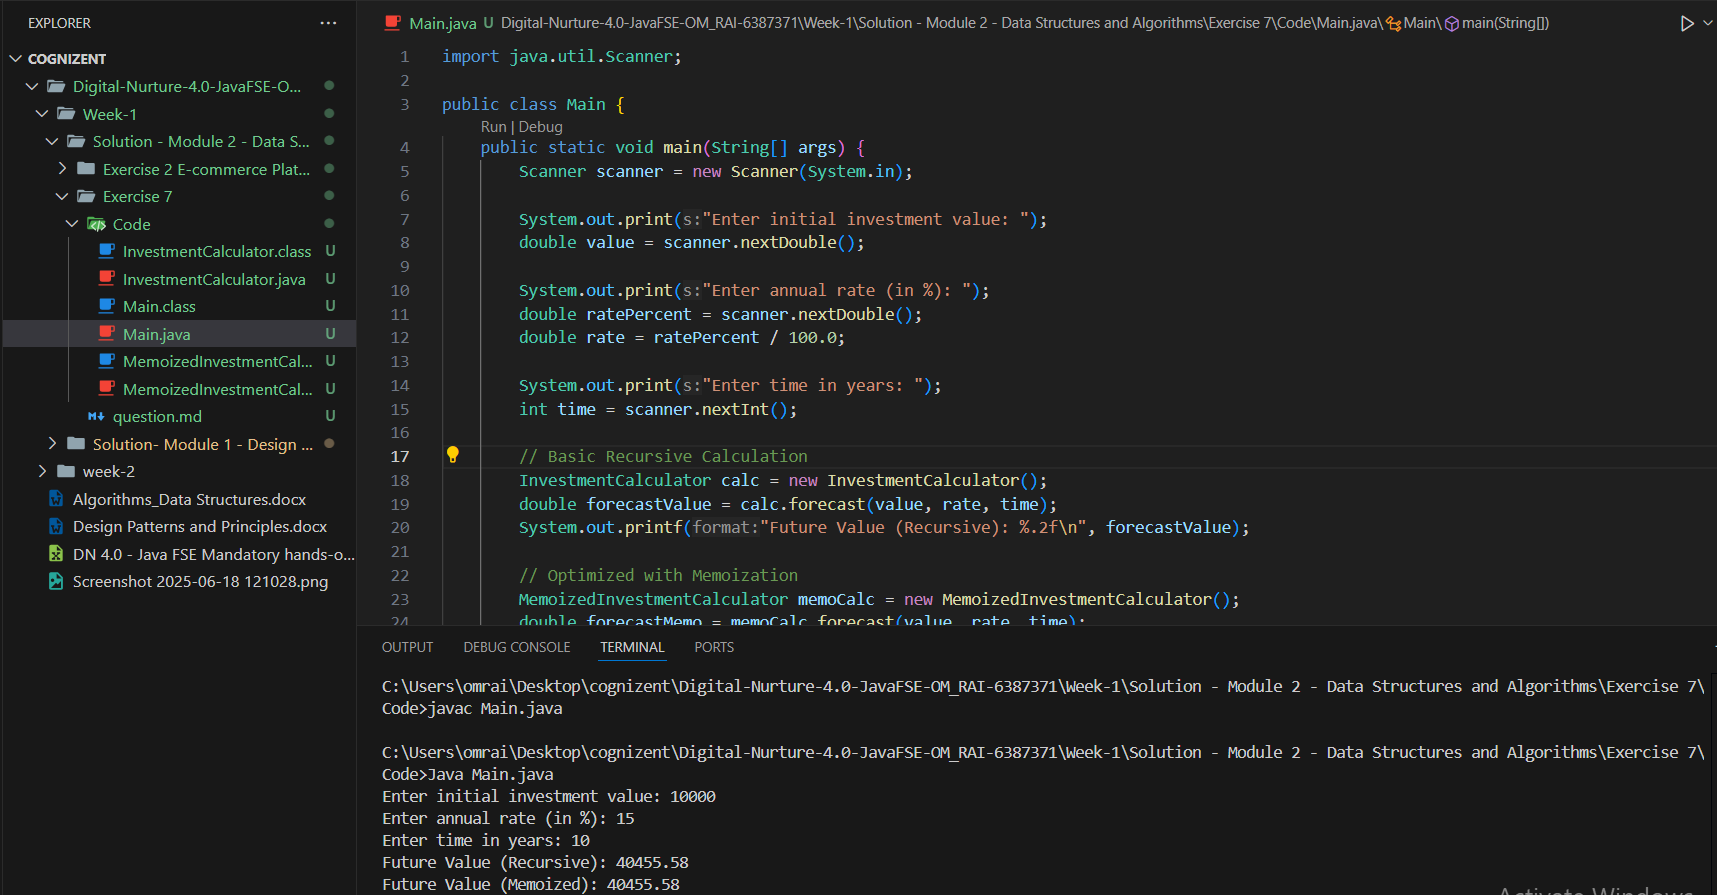 EXPLORER
COGNIZENT
Digital-Nurture-4.0-JavaFSE-O...
Week-1
Solution - Module 2 - Data S...
Exercise 2 E-commerce Plat...
Exercise 7
Code
InvestmentCalculator.class U
InvestmentCalculator.java U
Main.class U
Main.java U
MemoizedInvestmentCal... U
MemoizedInvestmentCal... U
question.md U
Solution- Module 1 - Design ...
week-2
Algorithms_Data Structures.docx
Design Patterns and Principles.docx
DN 4.0 - Java FSE Mandatory hands-o...
Screenshot 2025-06-18 121028.png
Main.java U Digital-Nurture-4.0-JavaFSE-OM_RAI-6387371\Week-1\Solution - Module 2 - Data Structures and Algorithms\Exercise 7\Code\Main.java\Main\main(String[])
1 import java.util.Scanner;
2
3 public class Main {
Run | Debug
4 public static void main(String[] args) {
5 Scanner scanner = new Scanner(System.in);
6
7 System.out.print(s:"Enter initial investment value: ");
8 double value = scanner.nextDouble();
9
10 System.out.print(s:"Enter annual rate (in %): ");
11 double ratePercent = scanner.nextDouble();
12 double rate = ratePercent / 100.0;
13
14 System.out.print(s:"Enter time in years: ");
15 int time = scanner.nextInt();
16
17 // Basic Recursive Calculation
18 InvestmentCalculator calc = new InvestmentCalculator();
19 double forecastValue = calc.forecast(value, rate, time);
20 System.out.printf(format:"Future Value (Recursive): %.2f\n", forecastValue);
21
22 // Optimized with Memoization
23 MemoizedInvestmentCalculator memoCalc = new MemoizedInvestmentCalculator();
24 double forecastMemo = memoCalc.forecast(value, rate, time);
OUTPUT DEBUG CONSOLE TERMINAL PORTS
C:\Users\omrai\Desktop\cognizent\Digital-Nurture-4.0-JavaFSE-OM_RAI-6387371\Week-1\Solution - Module 2 - Data Structures and Algorithms\Exercise 7\
Code>javac Main.java
C:\Users\omrai\Desktop\cognizent\Digital-Nurture-4.0-JavaFSE-OM_RAI-6387371\Week-1\Solution - Module 2 - Data Structures and Algorithms\Exercise 7\
Code>Java Main.java
Enter initial investment value: 10000
Enter annual rate (in %): 15
Enter time in years: 10
Future Value (Recursive): 40455.58
Future Value (Memoized): 40455.58
Activate Windows